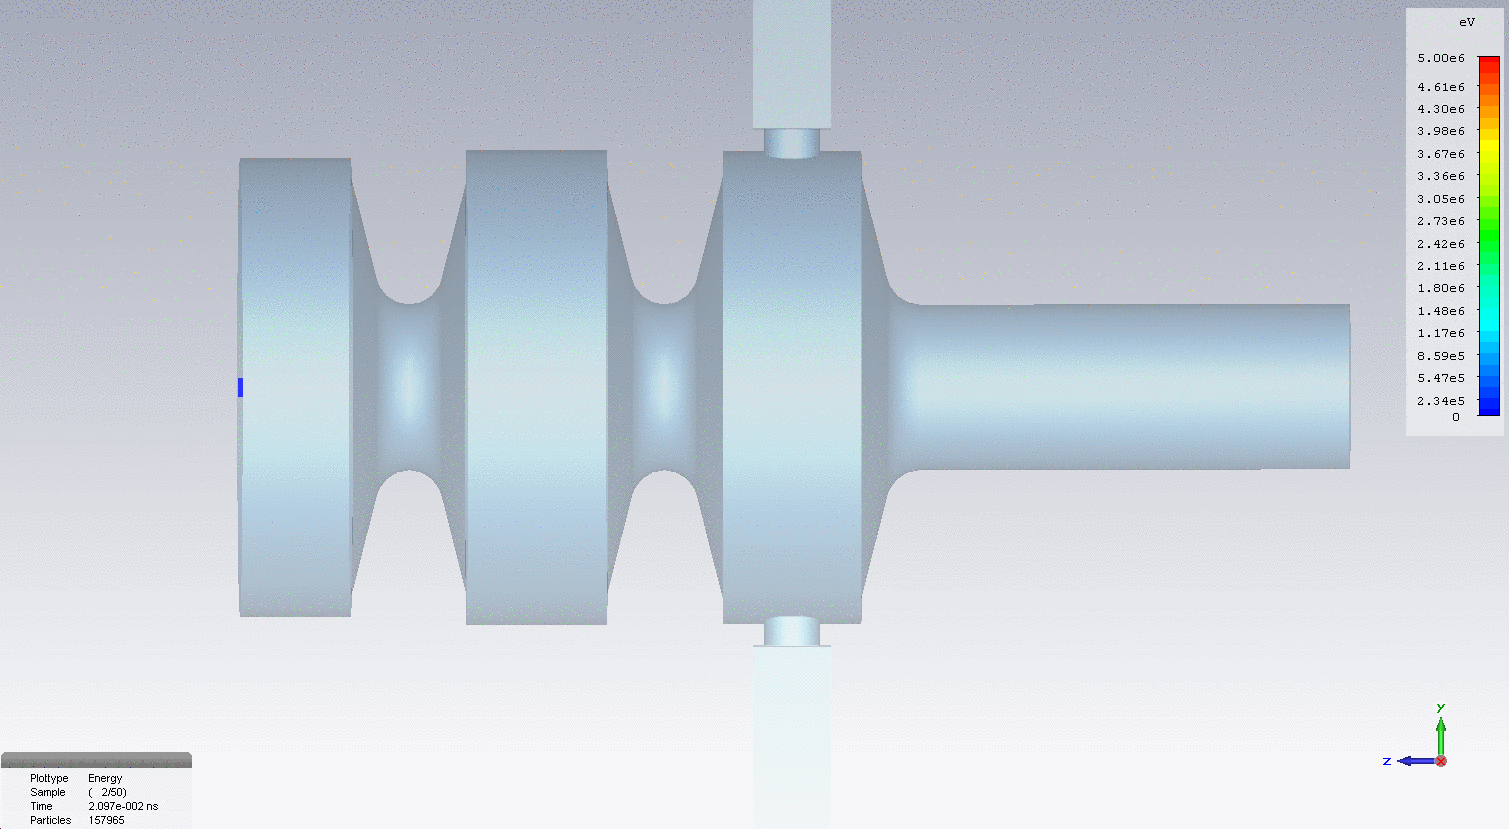 eV
5.00e6
4.61e6
4.30e6
3.98e6
3.67e6
3.36e6
3.05e6
2.73e6
2.42e6
2.11e6
1.80e6
1.48e6
1.17e6
8.59e5
5.47e5
2.34e5
0
y
z
Plottype Energy
Sample ( 2/50)
Time 2.097e-002 ns
Particles 157965